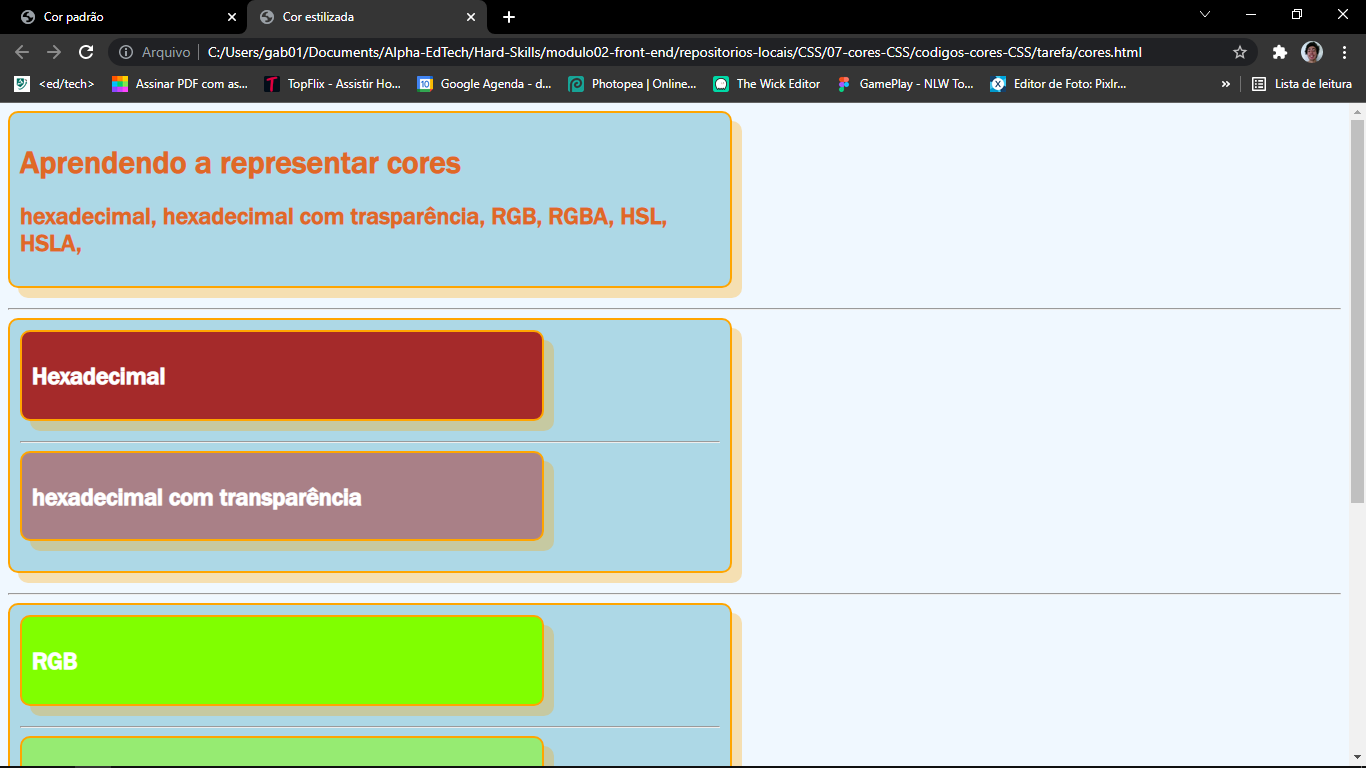 Cor padrão
Cor estilizada
Arquivo
C:/Users/gab01/Documents/Alpha-EdTech/Hard-Skills/modulo02-front-end/repositorios-locais/CSS/07-cores-CSS/codigos-cores-CSS/tarefa/cores.html
<ed/tech>
Assinar PDF com as...
TopFlix - Assistir Ho...
10
Google Agenda - d...
Photopea | Online...
The Wick Editor
GamePlay - NLW To...
Editor de Foto: Pixlr...
»
Lista de leitura
Aprendendo a representar cores
hexadecimal, hexadecimal com trasparência, RGB, RGBA, HSL,
HSLA,
Hexadecimal
hexadecimal com transparência
RGB